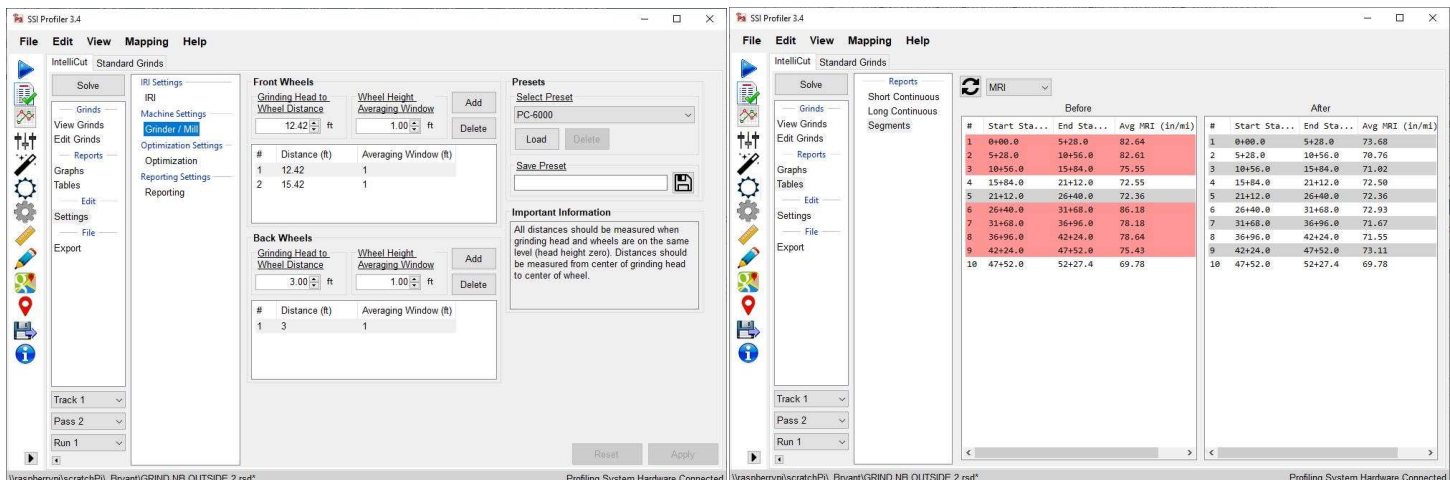 SSI Profiler 3.4
File Edit View Mapping Help
IntelliCut Standard Grinds
Solve
Grinds
View Grinds
Edit Grinds
Reports
Graphs
Tables
Edit
Settings
File
Export
Track 1
Pass 2
Run 1
IRI Settings
IRI
Machine Settings
Grinder / Mill
Optimization Settings
Optimization
Reporting Settings
Reporting
Front Wheels
Grinding Head to Wheel Height
Wheel Distance Averaging Window
Add
12.42 ft 1.00 ft Delete
# Distance (ft) Averaging Window (ft)
1 12.42 1
2 15.42 1
Back Wheels
Grinding Head to Wheel Height
Wheel Distance Averaging Window
Add
3.00 ft 1.00 ft Delete
# Distance (ft) Averaging Window (ft)
1 3 1
Presets
Select Preset
PC-6000
Load Delete
Save Preset
Important Information
All distances should be measured when
grinding head and wheels are on the same
level (head height zero). Distances should
be measured from center of grinding head
to center of wheel.
Reset Apply
\\raspberrypi\scratchPi\_Bryant\GRIND NB OUTSIDE 2.rsd* Profiling System Hardware Connected
SSI Profiler 3.4
File Edit View Mapping Help
IntelliCut Standard Grinds
Solve
Grinds
View Grinds
Edit Grinds
Reports
Graphs
Tables
Edit
Settings
File
Export
Track 1
Pass 2
Run 1
Reports
Short Continuous
Long Continuous
Segments
MRI
Before
# Start Sta... End Sta... Avg MRI (in/mi)
1 0+00.0 5+28.0 82.64
2 5+28.0 10+56.0 82.61
3 10+56.0 15+84.0 75.55
4 15+84.0 21+12.0 72.55
5 21+12.0 26+40.0 72.36
6 26+40.0 31+68.0 86.18
7 31+68.0 36+96.0 78.18
8 36+96.0 42+24.0 78.64
9 42+24.0 47+52.0 75.43
10 47+52.0 52+27.4 69.78
After
# Start Sta... End Sta... Avg MRI (in/mi)
1 0+00.0 5+28.0 73.68
2 5+28.0 10+56.0 70.76
3 10+56.0 15+84.0 71.02
4 15+84.0 21+12.0 72.50
5 21+12.0 26+40.0 72.36
6 26+40.0 31+68.0 72.93
7 31+68.0 36+96.0 71.67
8 36+96.0 42+24.0 71.55
9 42+24.0 47+52.0 73.11
10 47+52.0 52+27.4 69.78
\\raspberrypi\scratchPi\_Bryant\GRIND NB OUTSIDE 2.rsd* Profiling System Hardware Connected